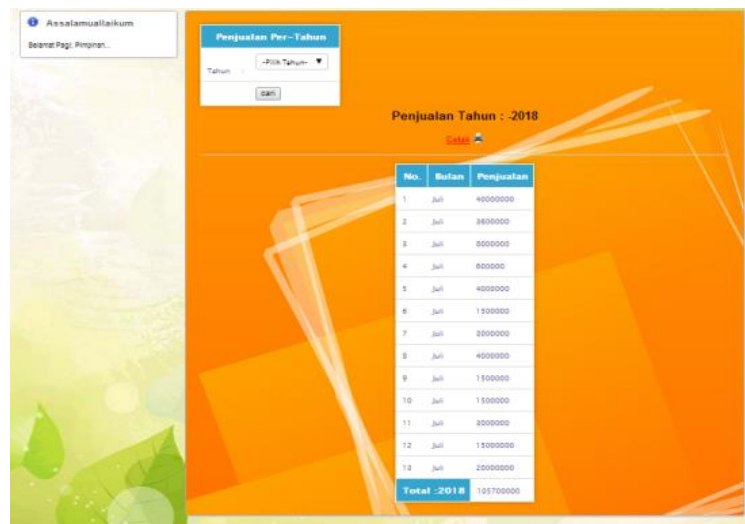 Assalamuallaikum
Selamat Pagi, Pimpinan...
Penjualan Per-Tahun
Tahun : -Pilih Tahun-
cari
Penjualan Tahun : -2018
Cetak
No. Bulan Penjualan
1 Juli 40000000
2 Juli 3600000
3 Juli
4 Juli
5 Juli 4000000
6 Juli 1500000
7 Juli
8 Juli 4000000
9 Juli 1500000
10 Juli 1500000
11 Juli 3000000
12 Juli 15000000
13 Juli 20000000
Total :2018 105700000